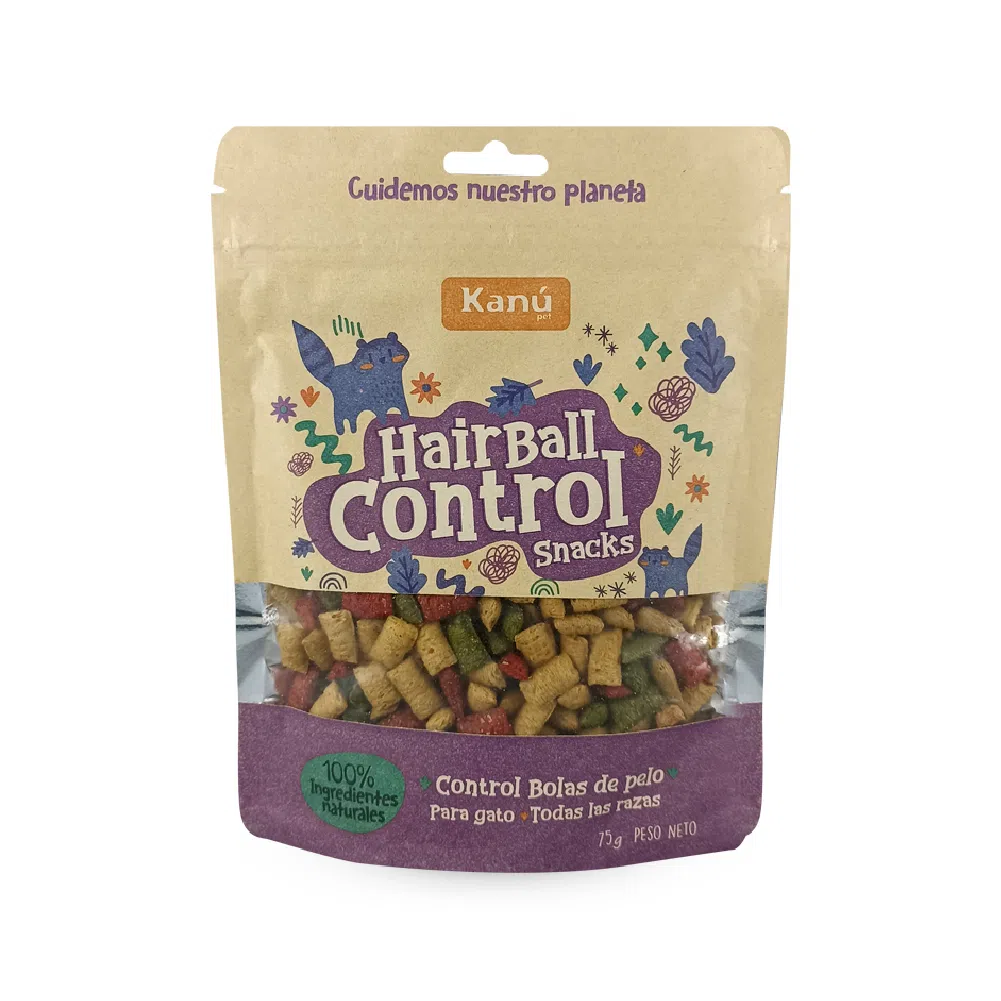 Cuidemos nuestro planeta
Kanú
pet
HairBall
Control
Snacks
100%
Ingredientes
naturales
Control Bolas de pelo
Para gato Todas las razas
75g PESO NETO